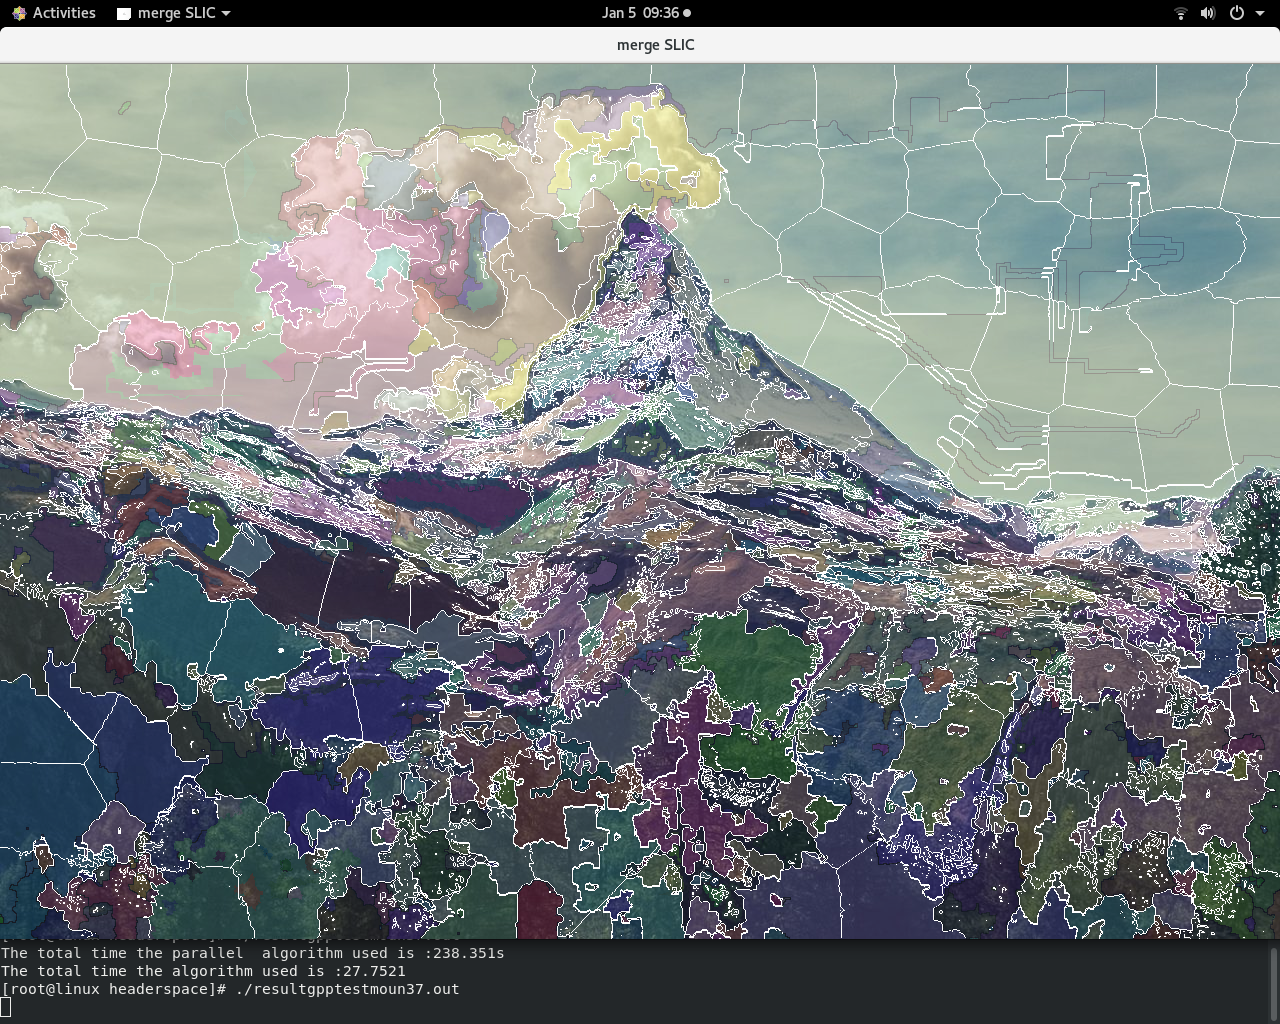 Activities merge SLIC Jan 5 09:36
merge SLIC
The total time the parallel algorithm used is :238.351s
The total time the algorithm used is :27.7521
[root@linux headerspace]# ./resultgpptestmoun37.out